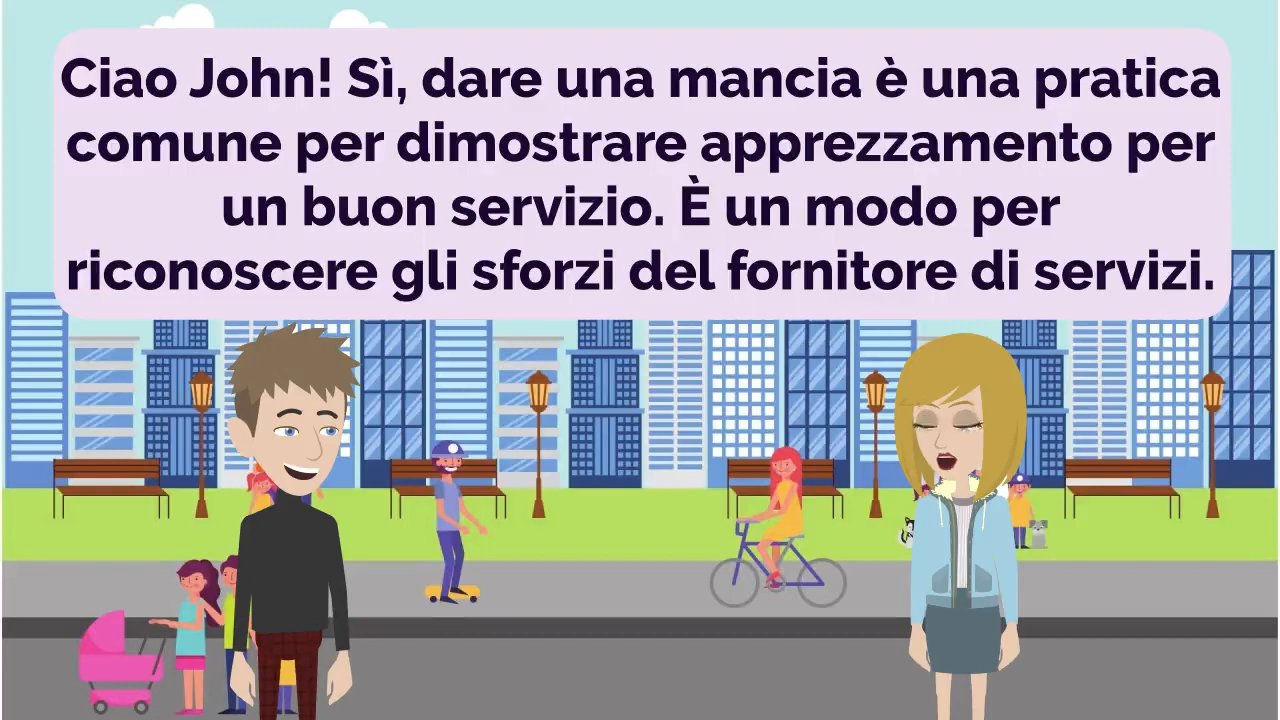 Ciao John! Sì, dare una mancia è una pratica
comune per dimostrare apprezzamento per
un buon servizio. È un modo per
riconoscere gli sforzi del fornitore di servizi.